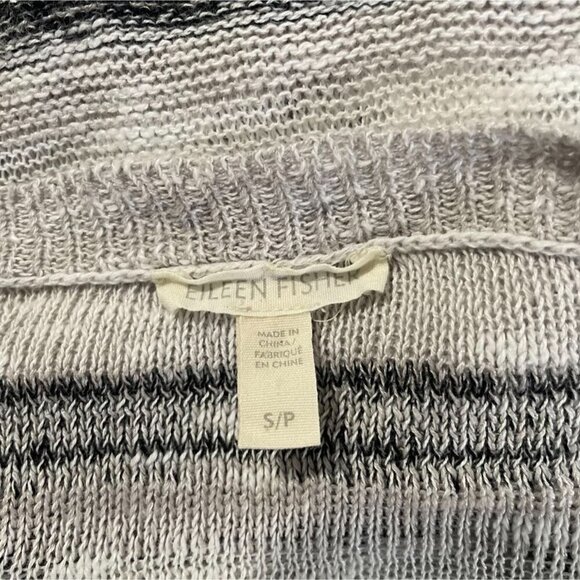 EILEEN FISHER
MADE IN
CHINA/
FABRIQUÉ
EN CHINE
S/P